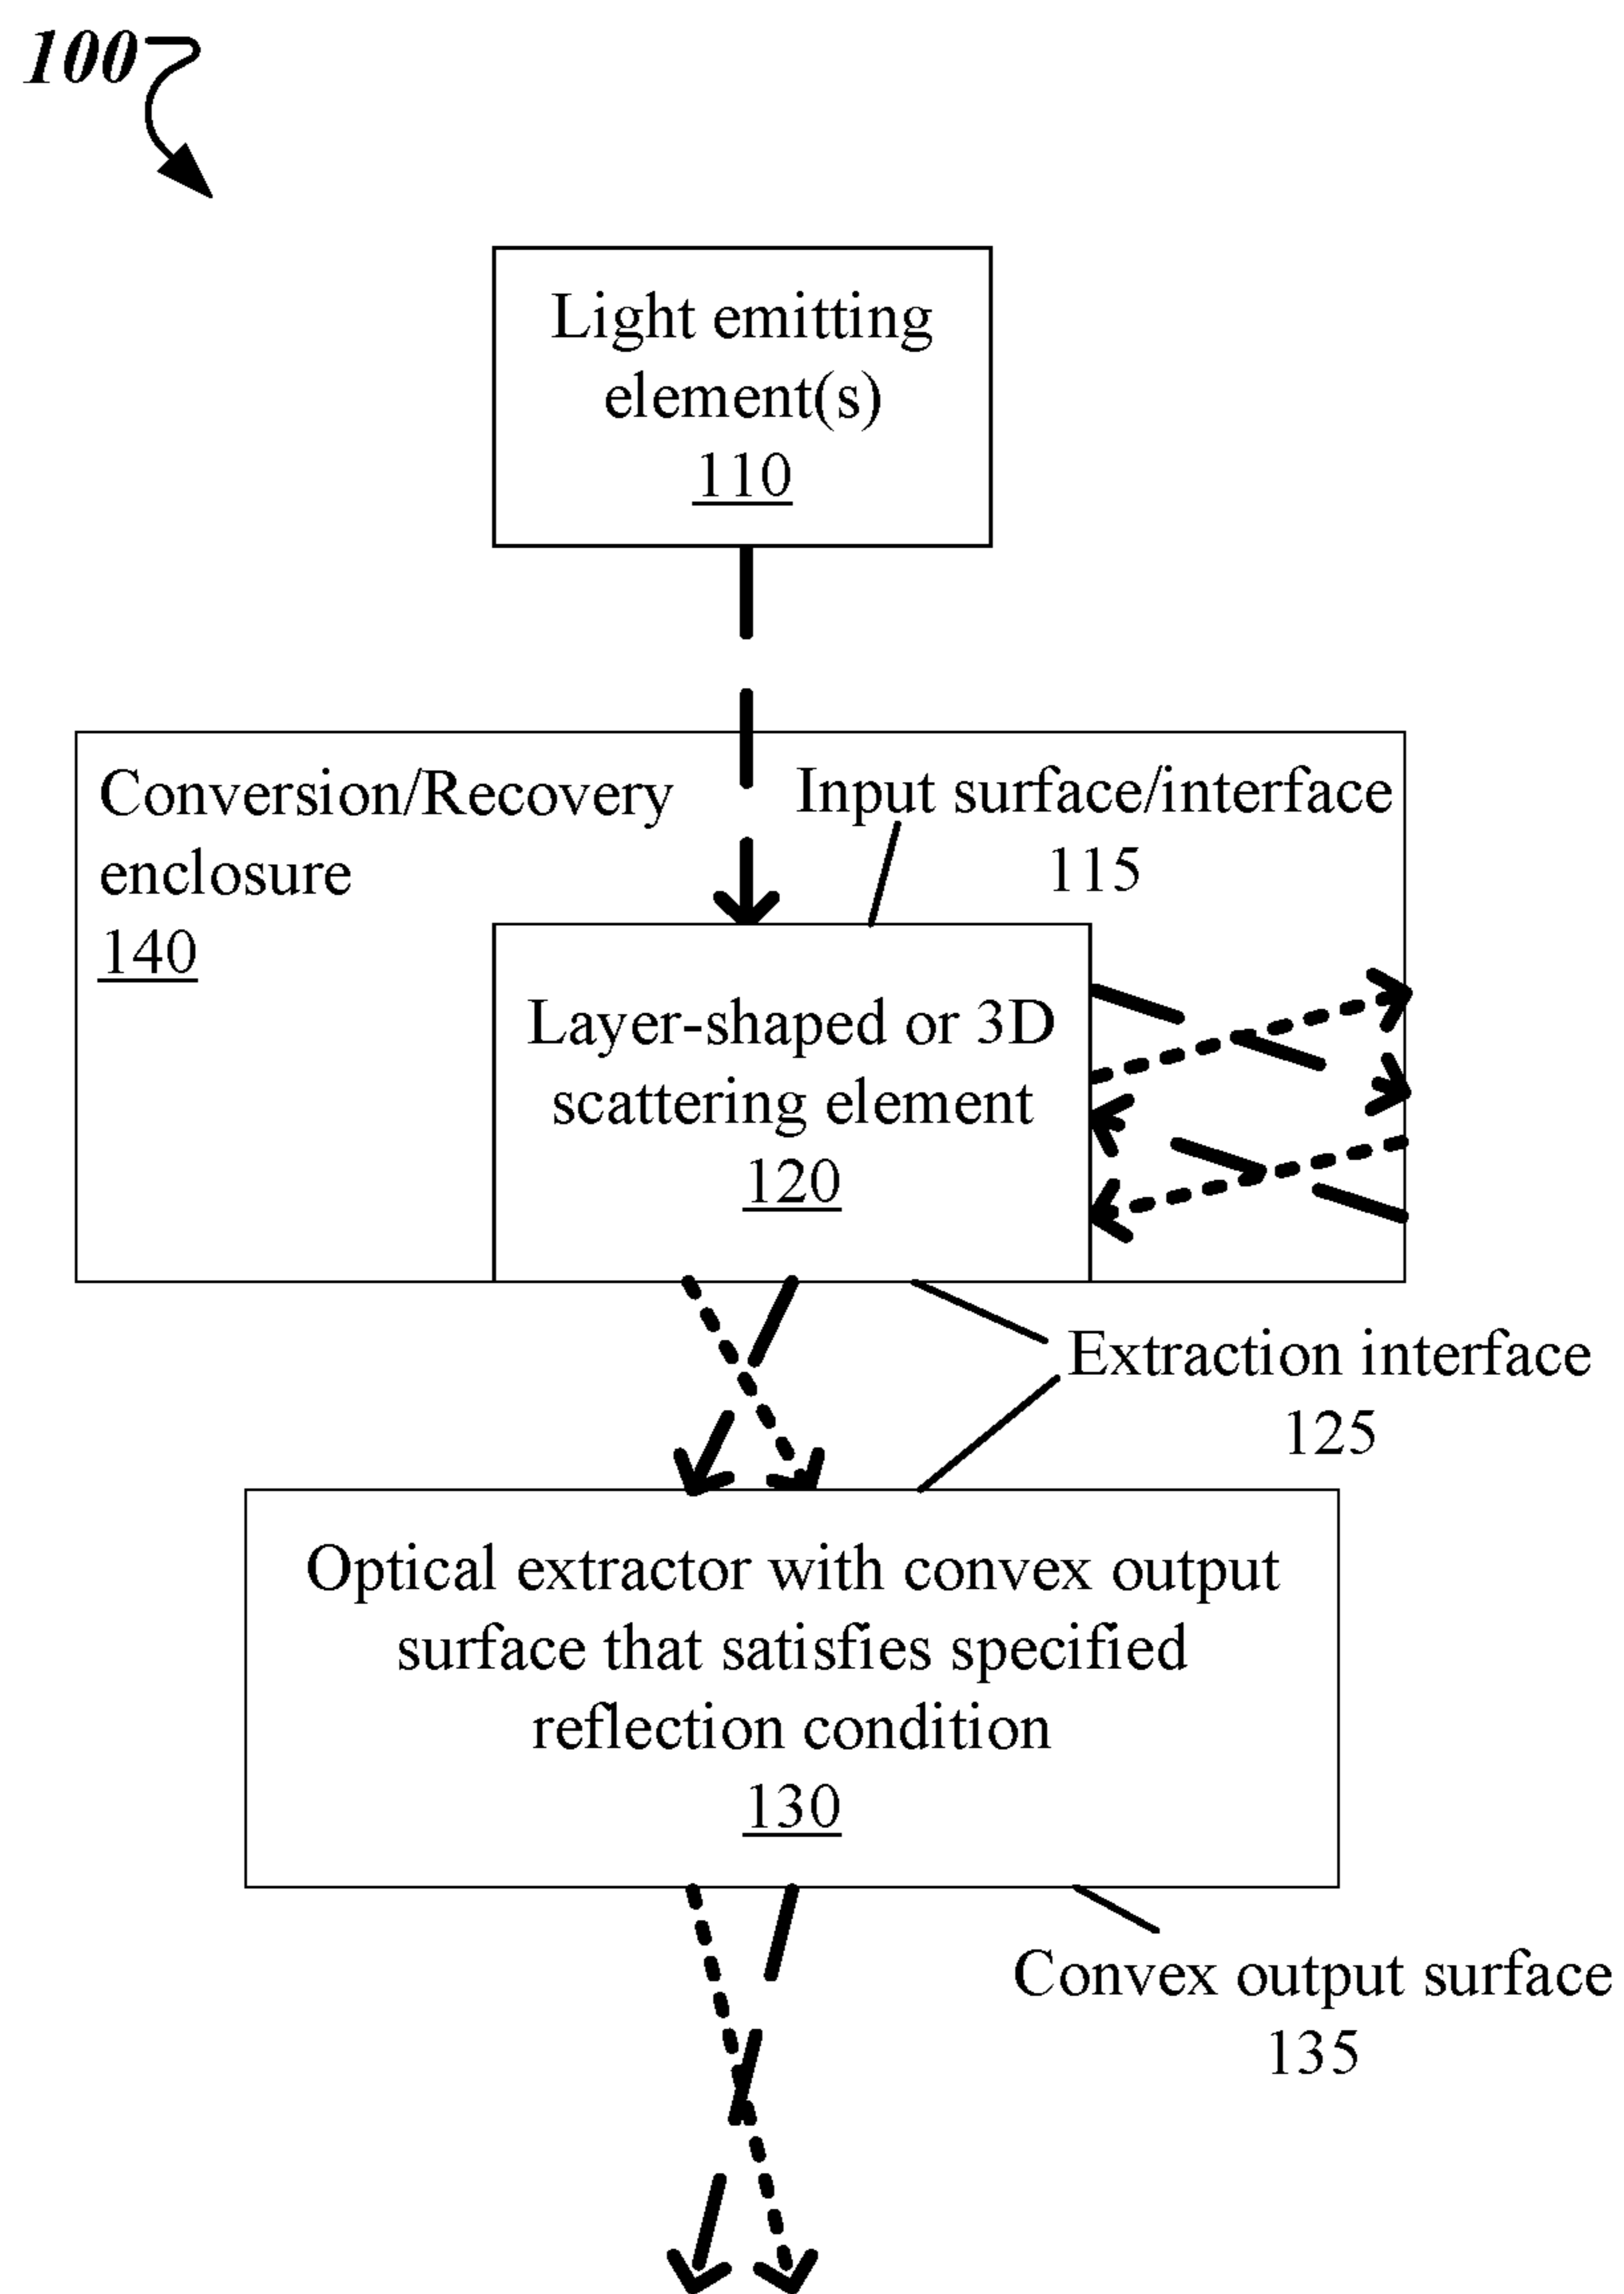 100
Light emitting
element(s)
110
Conversion/Recovery
enclosure
140
Input surface/interface
115
Layer-shaped or 3D
scattering element
120
Extraction interface
125
Optical extractor with convex output
surface that satisfies specified
reflection condition
130
Convex output surface
135